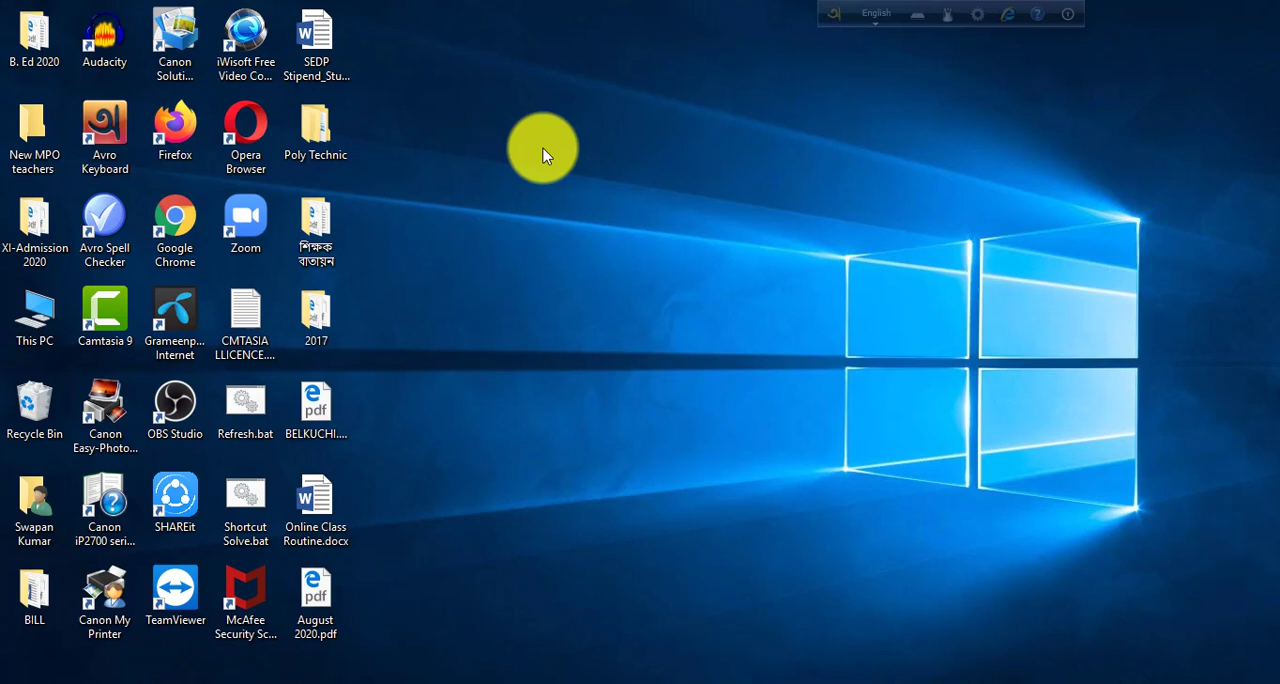 English
B. Ed 2020
Audacity
Canon
Soluti...
iWisoft Free
Video Co...
SEDP
Stipend_Stu...
New MPO
teachers
Avro
Keyboard
Firefox
Opera
Browser
Poly Technic
XI-Admission
2020
Avro Spell
Checker
Google
Chrome
Zoom
শিক্ষক
বাতায়ন
This PC
Camtasia 9
Grameenp...
Internet
CMTASIA
LLICENCE....
2017
Recycle Bin
Canon
Easy-Photo...
OBS Studio
Refresh.bat
BELKUCHI....
Swapan
Kumar
Canon
iP2700 seri...
SHAREit
Shortcut
Solve.bat
Online Class
Routine.docx
BILL
Canon My
Printer
TeamViewer
McAfee
Security Sc...
August
2020.pdf